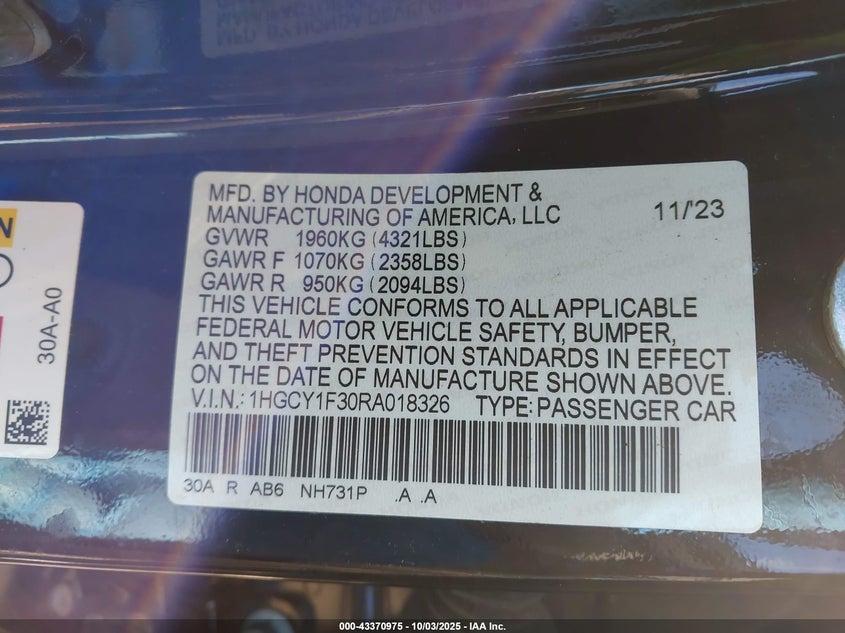 MFD. BY HONDA DEVELOPMENT &
MANUFACTURING OF AMERICA, LLC 11/'23
GVWR 1960KG (4321LBS)
GAWR F 1070KG (2358LBS)
GAWR R 950KG (2094LBS)
THIS VEHICLE CONFORMS TO ALL APPLICABLE
FEDERAL MOTOR VEHICLE SAFETY, BUMPER,
AND THEFT PREVENTION STANDARDS IN EFFECT
ON THE DATE OF MANUFACTURE SHOWN ABOVE.
V.I.N.: 1HGCY1F30RA018326 TYPE: PASSENGER CAR
30A R AB6 NH731P .A .A
30A-A0
000-43370975 - 10/03/2025 - IAA Inc.